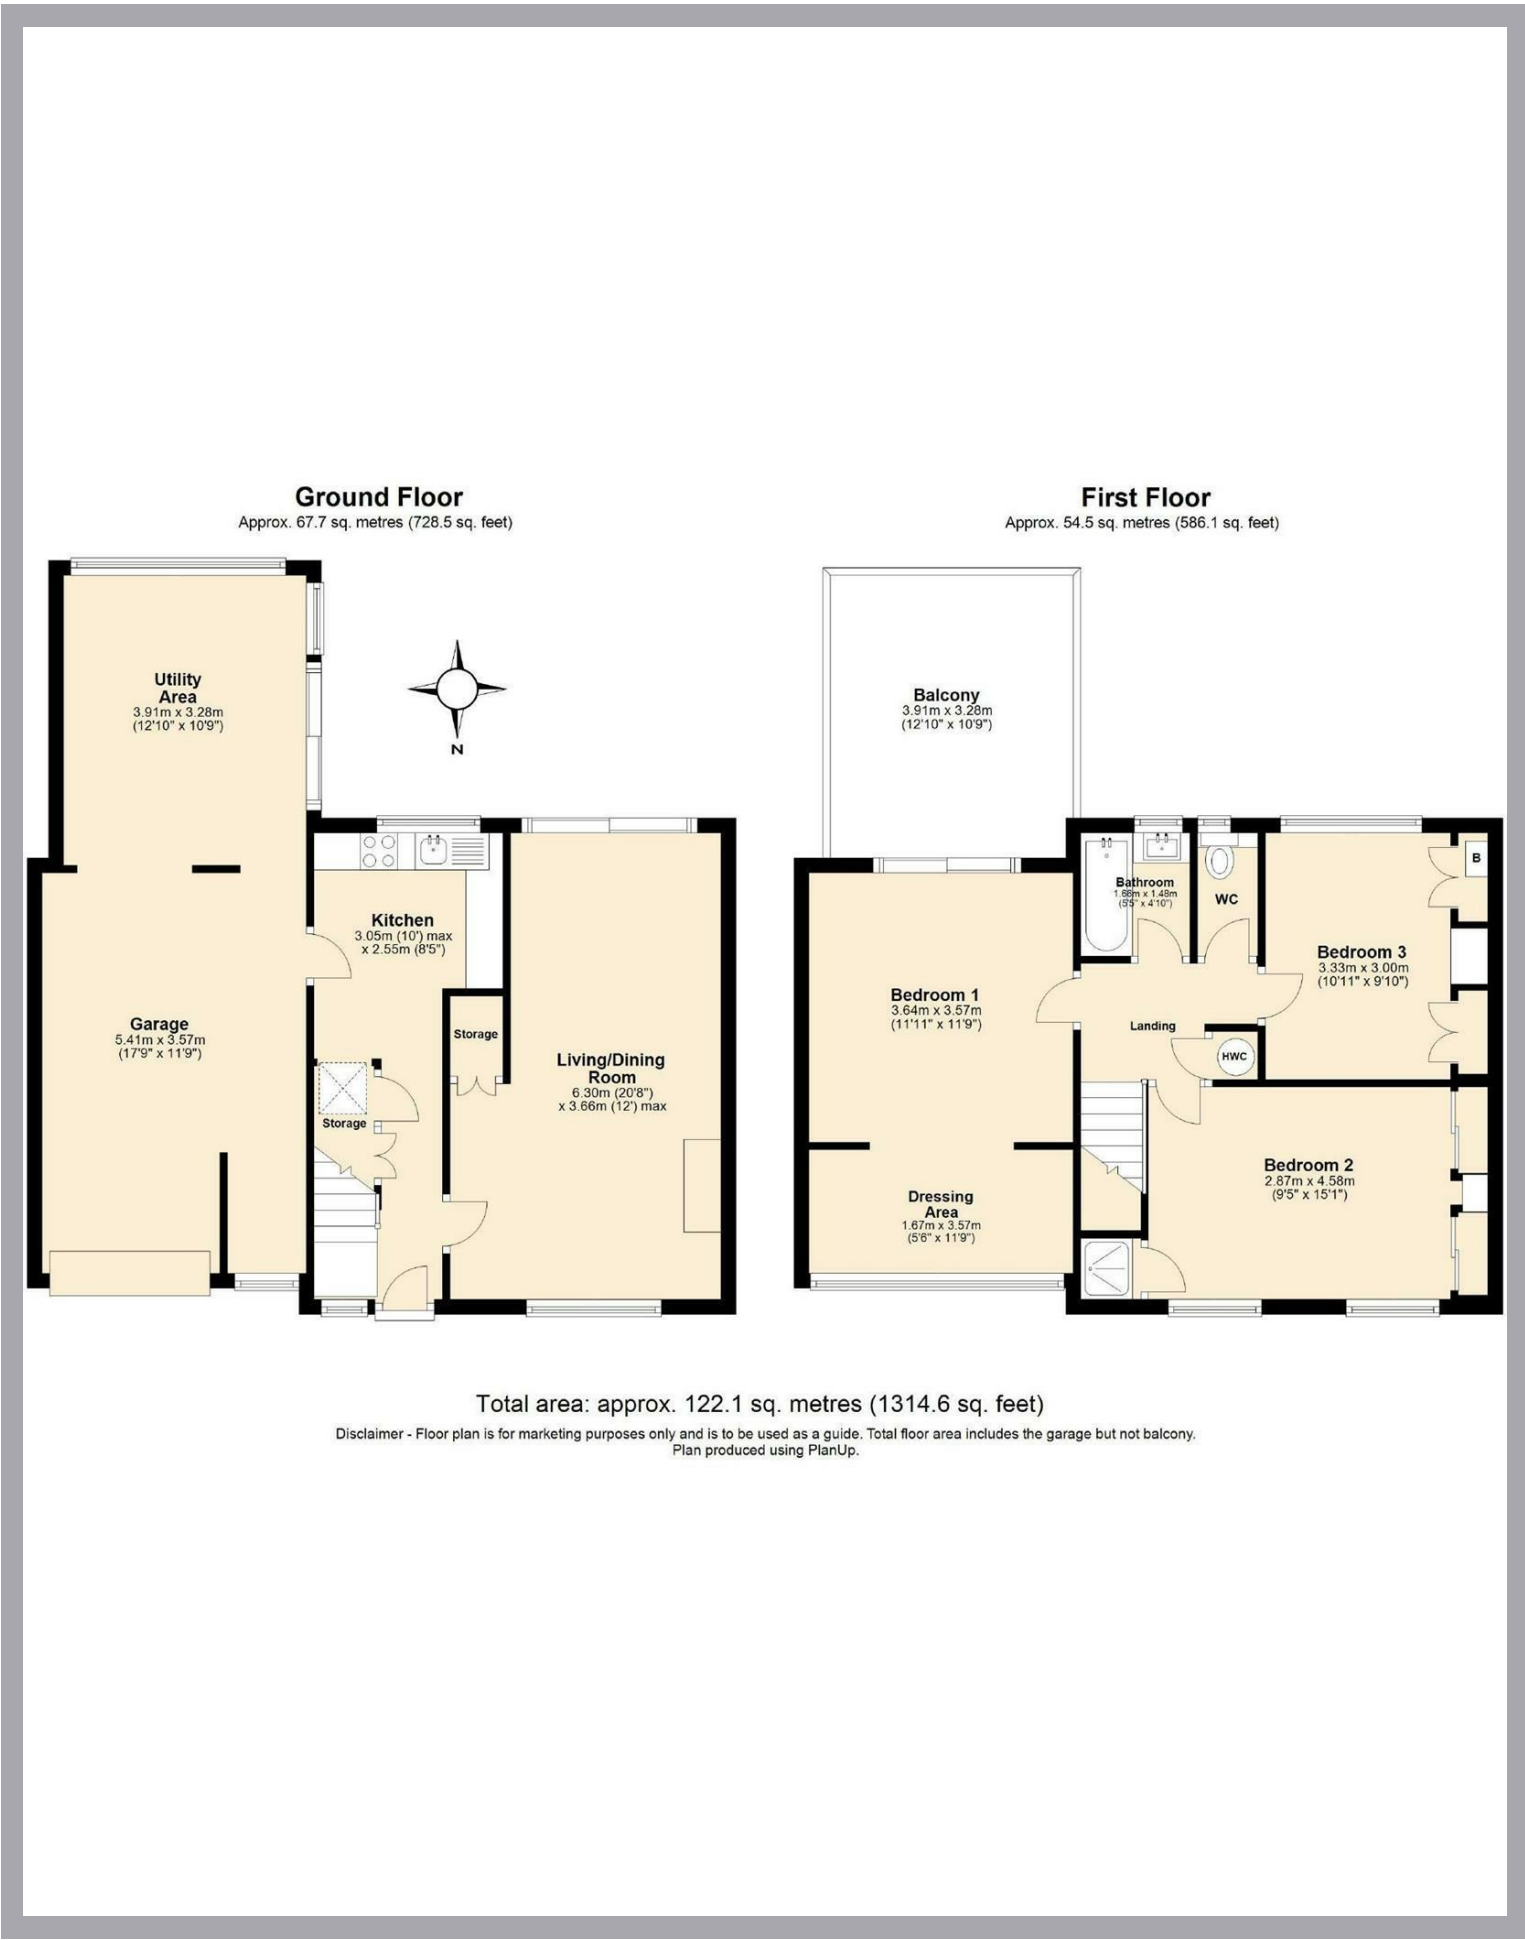 Ground Floor
Approx. 67.7 sq. metres (728.5 sq. feet)
Utility
Area
3.91m x 3.28m
(12'10" x 10'9")
N
Kitchen
3.05m (10') max
x 2.55m (8'5")
Garage
5.41m x 3.57m
(17'9" x 11'9")
Storage
Living/Dining
Room
6.30m (20'8")
x 3.66m (12') max
Storage
First Floor
Approx. 54.5 sq. metres (586.1 sq. feet)
Balcony
3.91m x 3.28m
(12'10" x 10'9")
Bathroom
1.66m x 1.48m
(5'5" x 4'10")
WC
B
Bedroom 3
3.33m x 3.00m
(10'11" x 9'10")
Bedroom 1
3.64m x 3.57m
(11'11" x 11'9")
Landing
HWC
Bedroom 2
2.87m x 4.58m
(9'5" x 15'1")
Dressing
Area
1.67m x 3.57m
(5'6" x 11'9")
Total area: approx. 122.1 sq. metres (1314.6 sq. feet)
Disclaimer - Floor plan is for marketing purposes only and is to be used as a guide. Total floor area includes the garage but not balcony.
Plan produced using PlanUp.